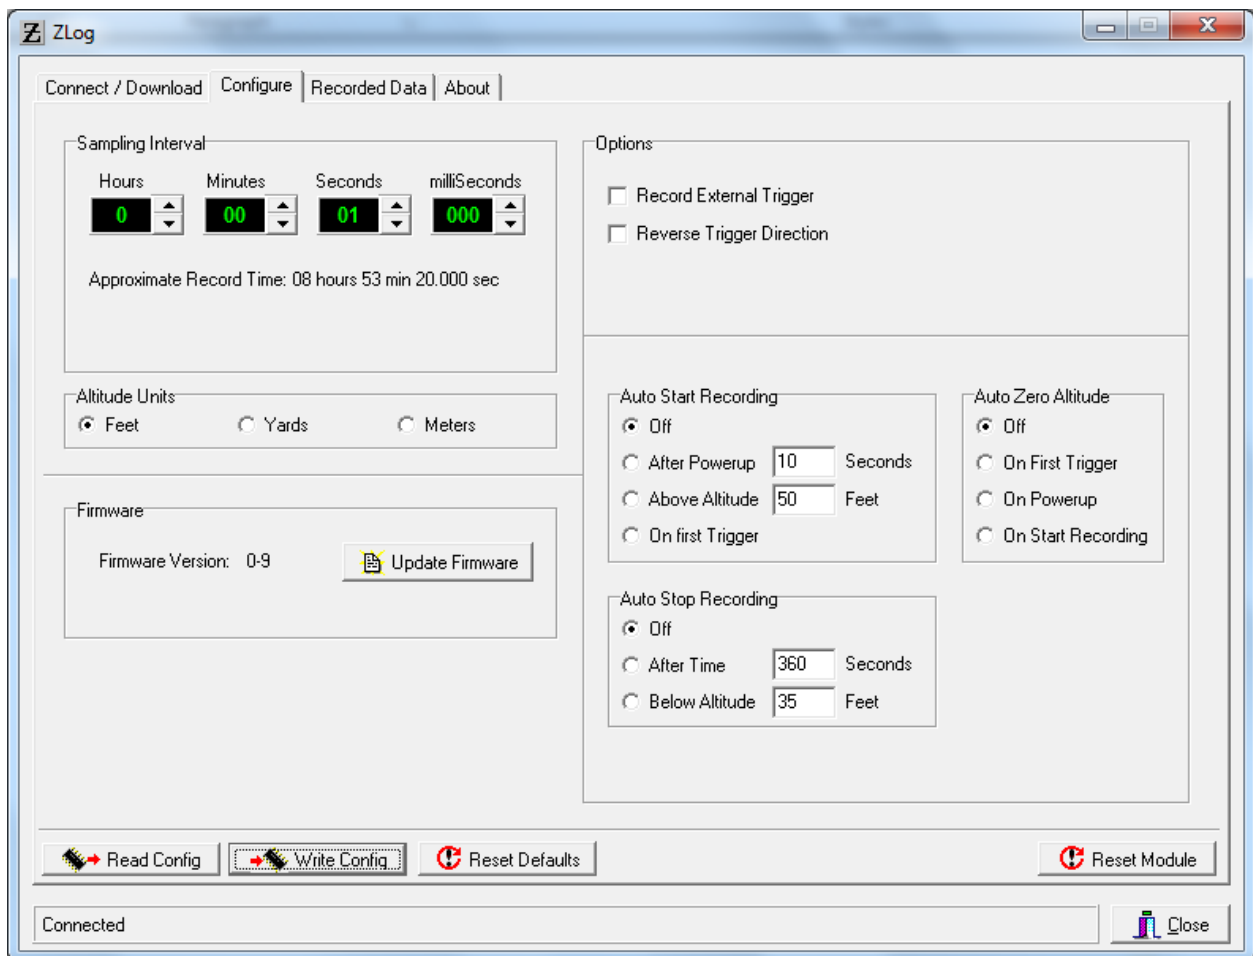 ZLog
Connect / Download Configure Recorded Data About
Sampling Interval
Hours Minutes Seconds milliSeconds
0 00 01 000
Approximate Record Time: 08 hours 53 min 20.000 sec
Altitude Units
Feet Yards Meters
Firmware
Firmware Version: 0-9 Update Firmware
Options
Record External Trigger
Reverse Trigger Direction
Auto Start Recording
Off
After Powerup 10 Seconds
Above Altitude 50 Feet
On first Trigger
Auto Zero Altitude
Off
On First Trigger
On Powerup
On Start Recording
Auto Stop Recording
Off
After Time 360 Seconds
Below Altitude 35 Feet
Read Config Write Config Reset Defaults Reset Module
Connected Close